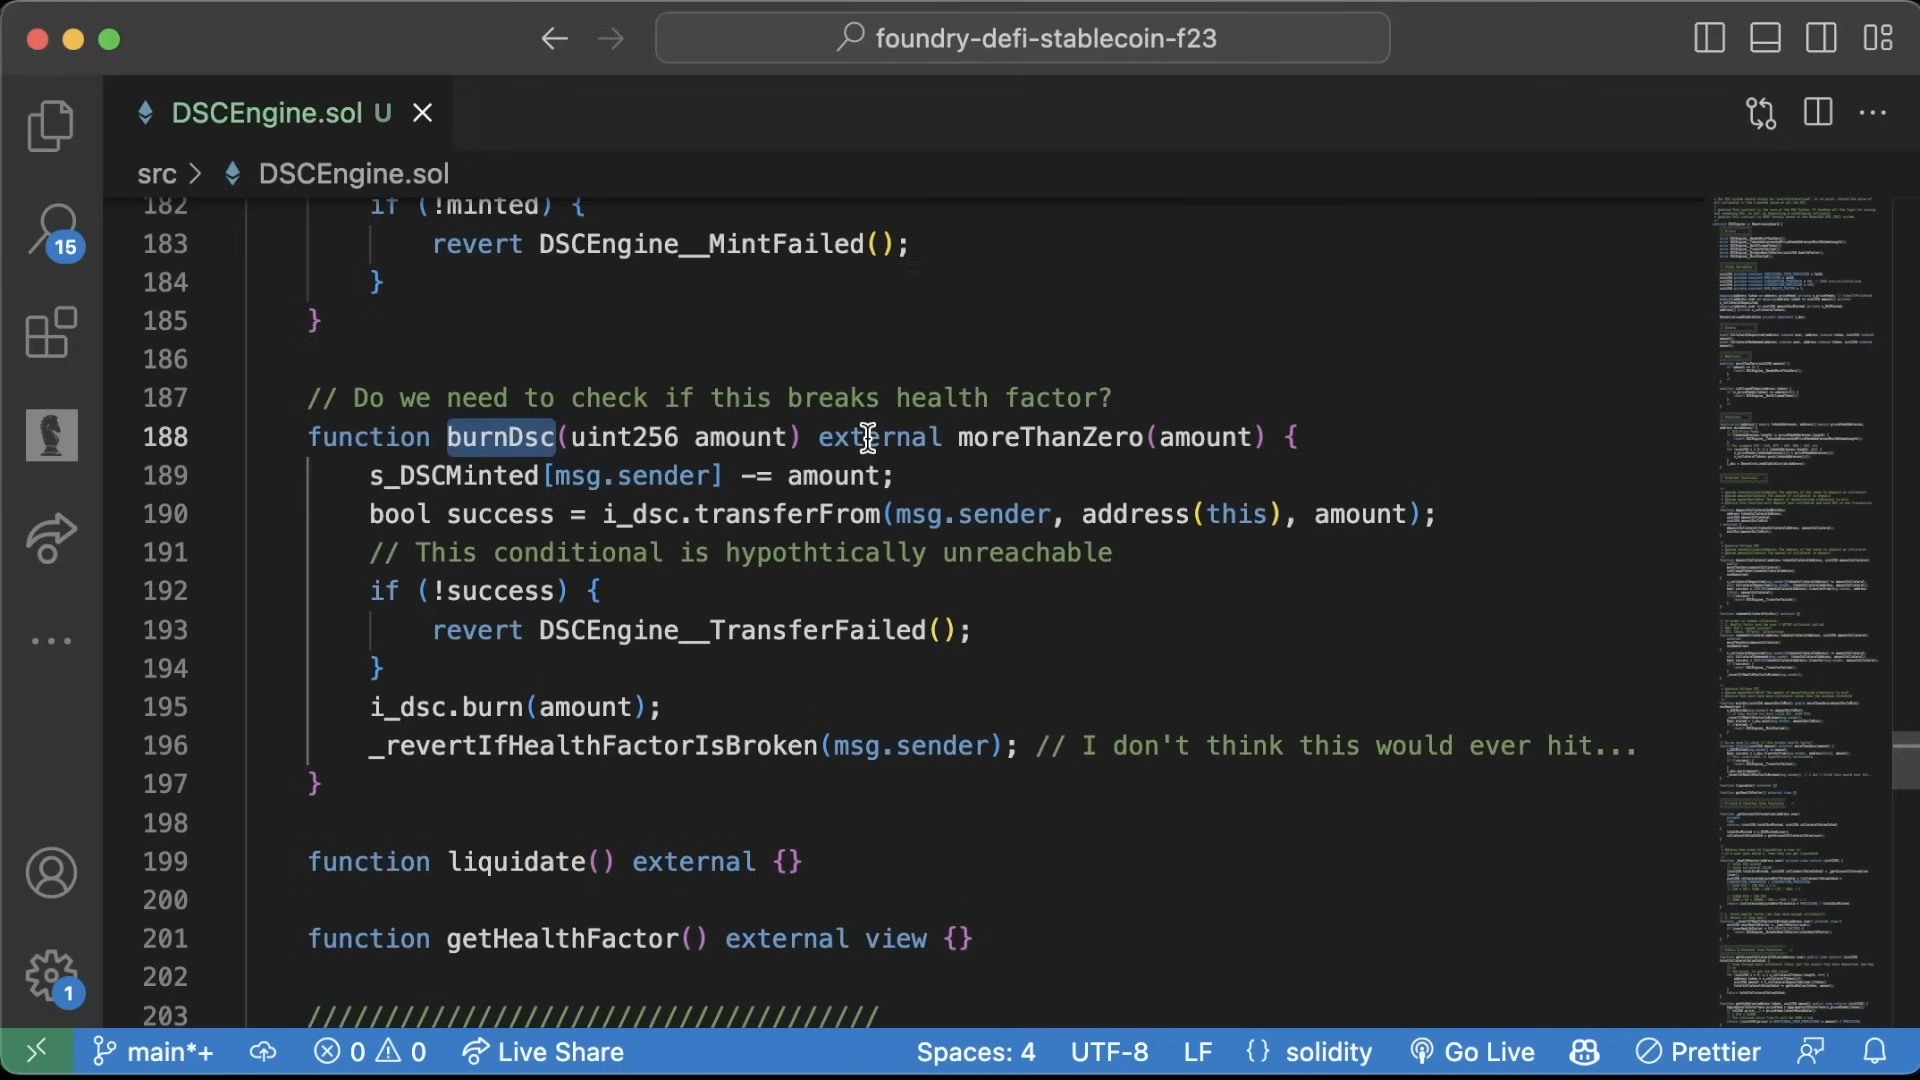 foundry-defi-stablecoin-f23
DSCEngine.sol U
src > DSCEngine.sol
15
1
182 if (!minted) {
183 revert DSCEngine__MintFailed();
184 }
185 }
186
187 // Do we need to check if this breaks health factor?
188 function burnDsc(uint256 amount) external moreThanZero(amount) {
189 s_DSCMinted[msg.sender] -= amount;
190 bool success = i_dsc.transferFrom(msg.sender, address(this), amount);
191 // This conditional is hypothtically unreachable
192 if (!success) {
193 revert DSCEngine__TransferFailed();
194 }
195 i_dsc.burn(amount);
196 _revertIfHealthFactorIsBroken(msg.sender); // I don't think this would ever hit...
197 }
198
199 function liquidate() external {}
200
201 function getHealthFactor() external view {}
202
203 /////////////////////////////////////
main*+ 0 0 Live Share Spaces: 4 UTF-8 LF {} solidity Go Live Prettier